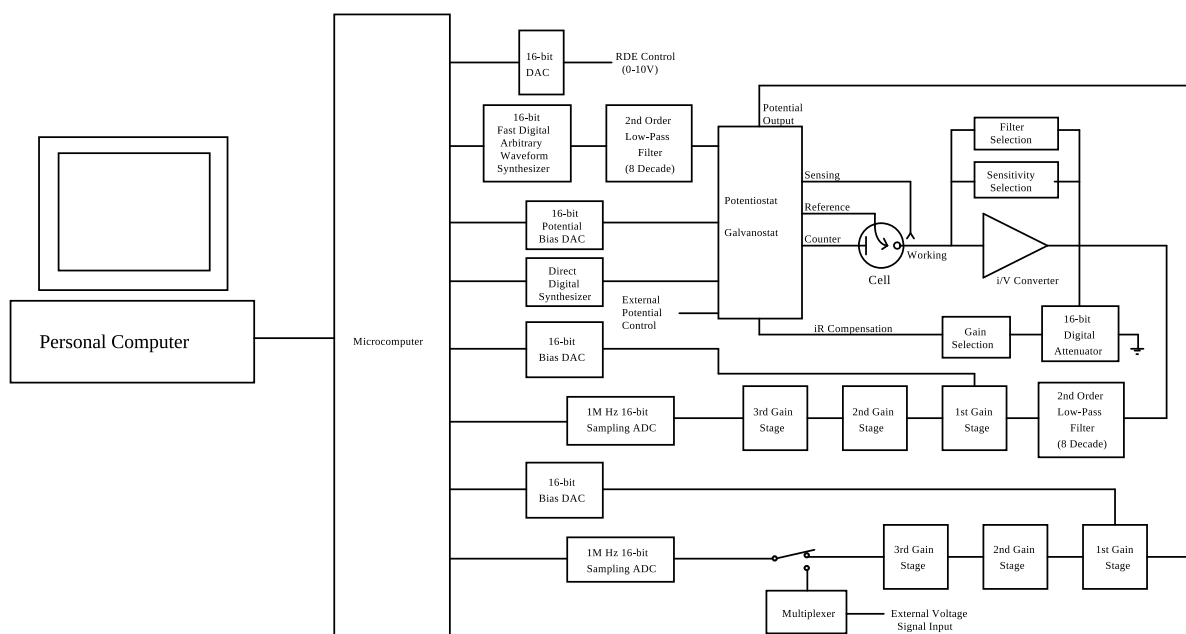 16-bit
DAC
RDE Control
(0-10V)
Potential
Output
16-bit
Fast Digital
Arbitrary
Waveform
Synthesizer
2nd Order
Low-Pass
Filter
(8 Decade)
Filter
Selection
Sensitivity
Selection
Sensing
Potentiostat
Galvanostat
Reference
Counter
Working
Cell
i/V Converter
16-bit
Potential
Bias DAC
Direct
Digital
Synthesizer
External
Potential
Control
iR Compensation
Gain
Selection
16-bit
Digital
Attenuator
Personal Computer
Microcomputer
16-bit
Bias DAC
1M Hz 16-bit
Sampling ADC
3rd Gain
Stage
2nd Gain
Stage
1st Gain
Stage
2nd Order
Low-Pass
Filter
(8 Decade)
16-bit
Bias DAC
1M Hz 16-bit
Sampling ADC
3rd Gain
Stage
2nd Gain
Stage
1st Gain
Stage
Multiplexer
External Voltage
Signal Input